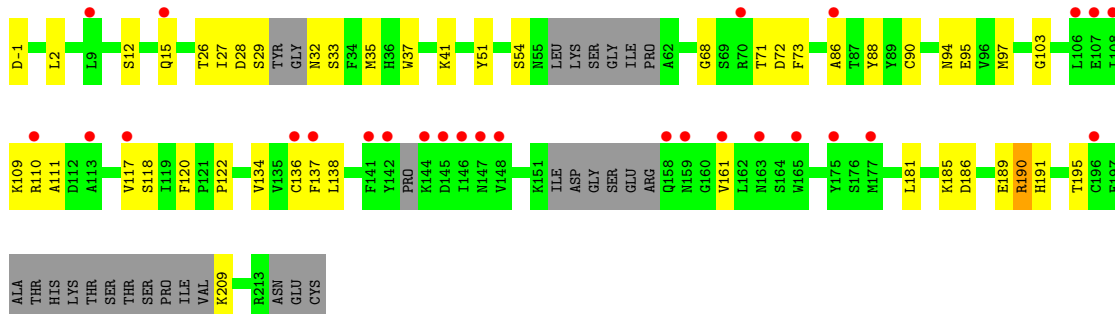 D-1 L2 L9 S12 Q15 T26 I27 D28 S29 TYR GLY N32 S33 F34 M35 H36 W37 K41 Y51 S54 N55 LEU LYS SER GLY ILE PRO A62 G68 S69 R70 T71 D72 F73 A86 T87 Y88 Y89 C90 N94 E95 V96 M97 G103 L106 E107
K109 R110 A111 D112 A113 V117 S118 I119 F120 P121 P122 V134 V135 C136 F137 L138 F141 Y142 PRO K144 D145 I146 N147 V148 K151 ILE ASP GLY SER GLU ARG Q158 N159 G160 V161 L162 N163 S164 W165 Y175 S176 M177 L181 K185 D186 E189 R190 H191 T195 C196
ALA THR HIS LYS THR SER THR SER PRO ILE VAL K209 R213 ASN GLU CYS